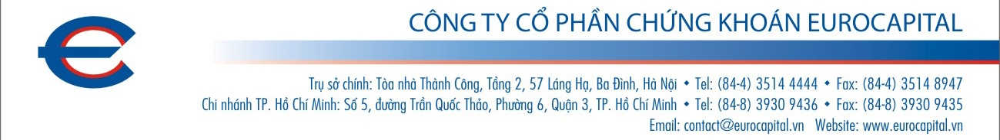 CÔNG TY CỔ PHẦN CHỨNG KHOÁN EUROCAPITAL
Trụ sở chính: Tòa nhà Thành Công, Tầng 2, 57 Láng Hạ, Ba Đình, Hà Nội • Tel: (84-4) 3514 4444 • Fax: (84-4) 3514 8947
Chi nhánh TP. Hồ Chí Minh: Số 5, đường Trần Quốc Thảo, Phường 6, Quận 3, TP. Hồ Chí Minh • Tel: (84-8) 3930 9436 • Fax: (84-8) 3930 9435
Email: contact@eurocapital.vn Website: www.eurocapital.vn